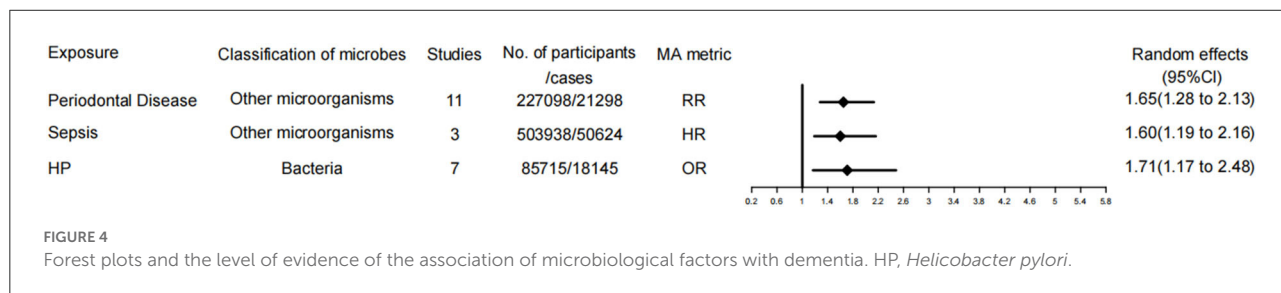 Exposure Classification of microbes Studies No. of participants MA metric Random effects
/cases (95%CI)
Periodontal Disease Other microorganisms 11 227098/21298 RR 1.65(1.28 to 2.13)
Sepsis Other microorganisms 3 503938/50624 HR 1.60(1.19 to 2.16)
HP Bacteria 7 85715/18145 OR 1.71(1.17 to 2.48)
0.2 0.6 1 1.4 1.8 2.2 2.6 3 3.4 3.8 4.2 4.6 5 5.4 5.8
FIGURE 4
Forest plots and the level of evidence of the association of microbiological factors with dementia. HP, Helicobacter pylori.